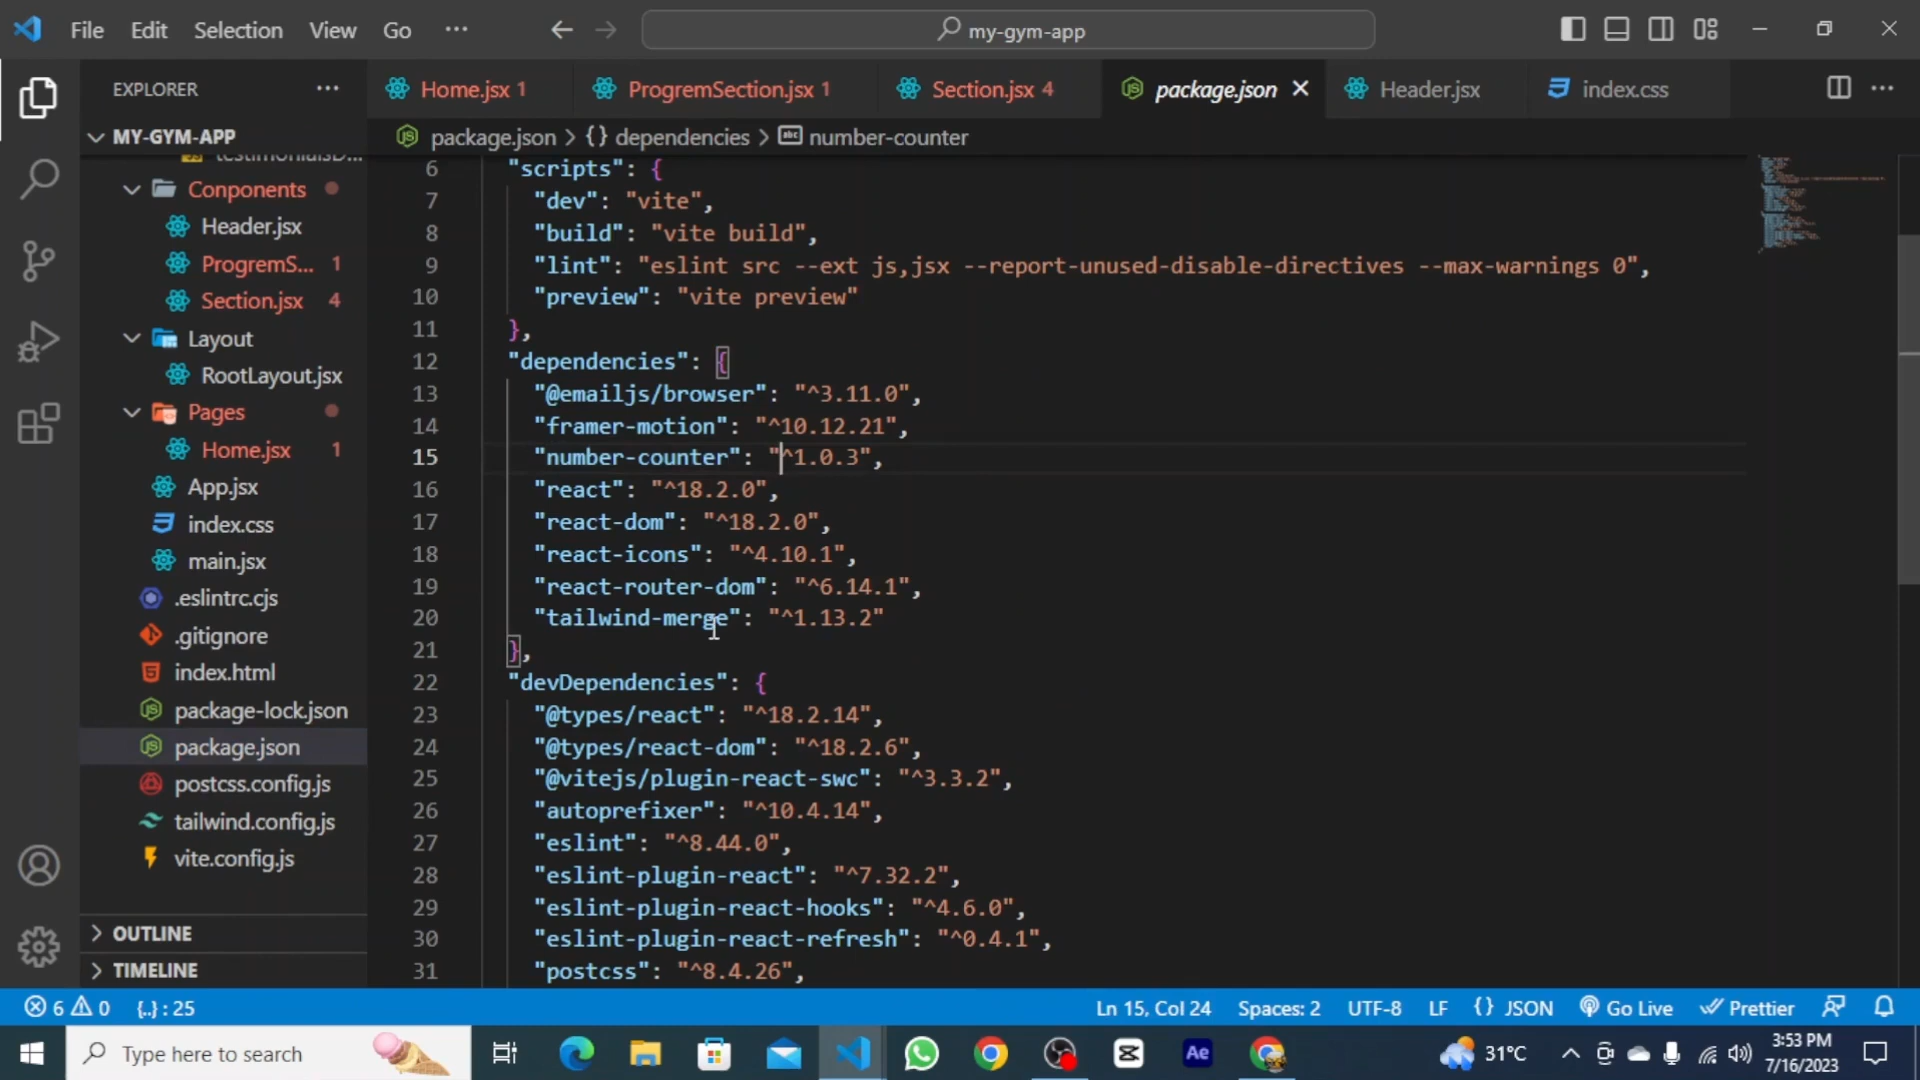 File Edit Selection View Go ··· my-gym-app
EXPLORER ···
Home.jsx 1 ProgremSection.jsx 1 Section.jsx 4 package.json Header.jsx index.css ···
MY-GYM-APP
package.json > {} dependencies > abc number-counter
testimonialsD...
Conponents
Header.jsx
ProgremS... 1
Section.jsx 4
Layout
RootLayout.jsx
Pages
Home.jsx 1
App.jsx
index.css
main.jsx
.eslintrc.cjs
.gitignore
index.html
package-lock.json
package.json
postcss.config.js
tailwind.config.js
vite.config.js
OUTLINE
TIMELINE
6 "scripts": {
7 "dev": "vite",
8 "build": "vite build",
9 "lint": "eslint src --ext js,jsx --report-unused-disable-directives --max-warnings 0",
10 "preview": "vite preview"
11 },
12 "dependencies": {
13 "@emailjs/browser": "^3.11.0",
14 "framer-motion": "^10.12.21",
15 "number-counter": "^1.0.3",
16 "react": "^18.2.0",
17 "react-dom": "^18.2.0",
18 "react-icons": "^4.10.1",
19 "react-router-dom": "^6.14.1",
20 "tailwind-merge": "^1.13.2"
21 },
22 "devDependencies": {
23 "@types/react": "^18.2.14",
24 "@types/react-dom": "^18.2.6",
25 "@vitejs/plugin-react-swc": "^3.3.2",
26 "autoprefixer": "^10.4.14",
27 "eslint": "^8.44.0",
28 "eslint-plugin-react": "^7.32.2",
29 "eslint-plugin-react-hooks": "^4.6.0",
30 "eslint-plugin-react-refresh": "^0.4.1",
31 "postcss": "^8.4.26",
6 0 {..} : 25 Ln 15, Col 24 Spaces: 2 UTF-8 LF {} JSON Go Live Prettier
Type here to search Ae 31°C 3:53 PM
7/16/2023